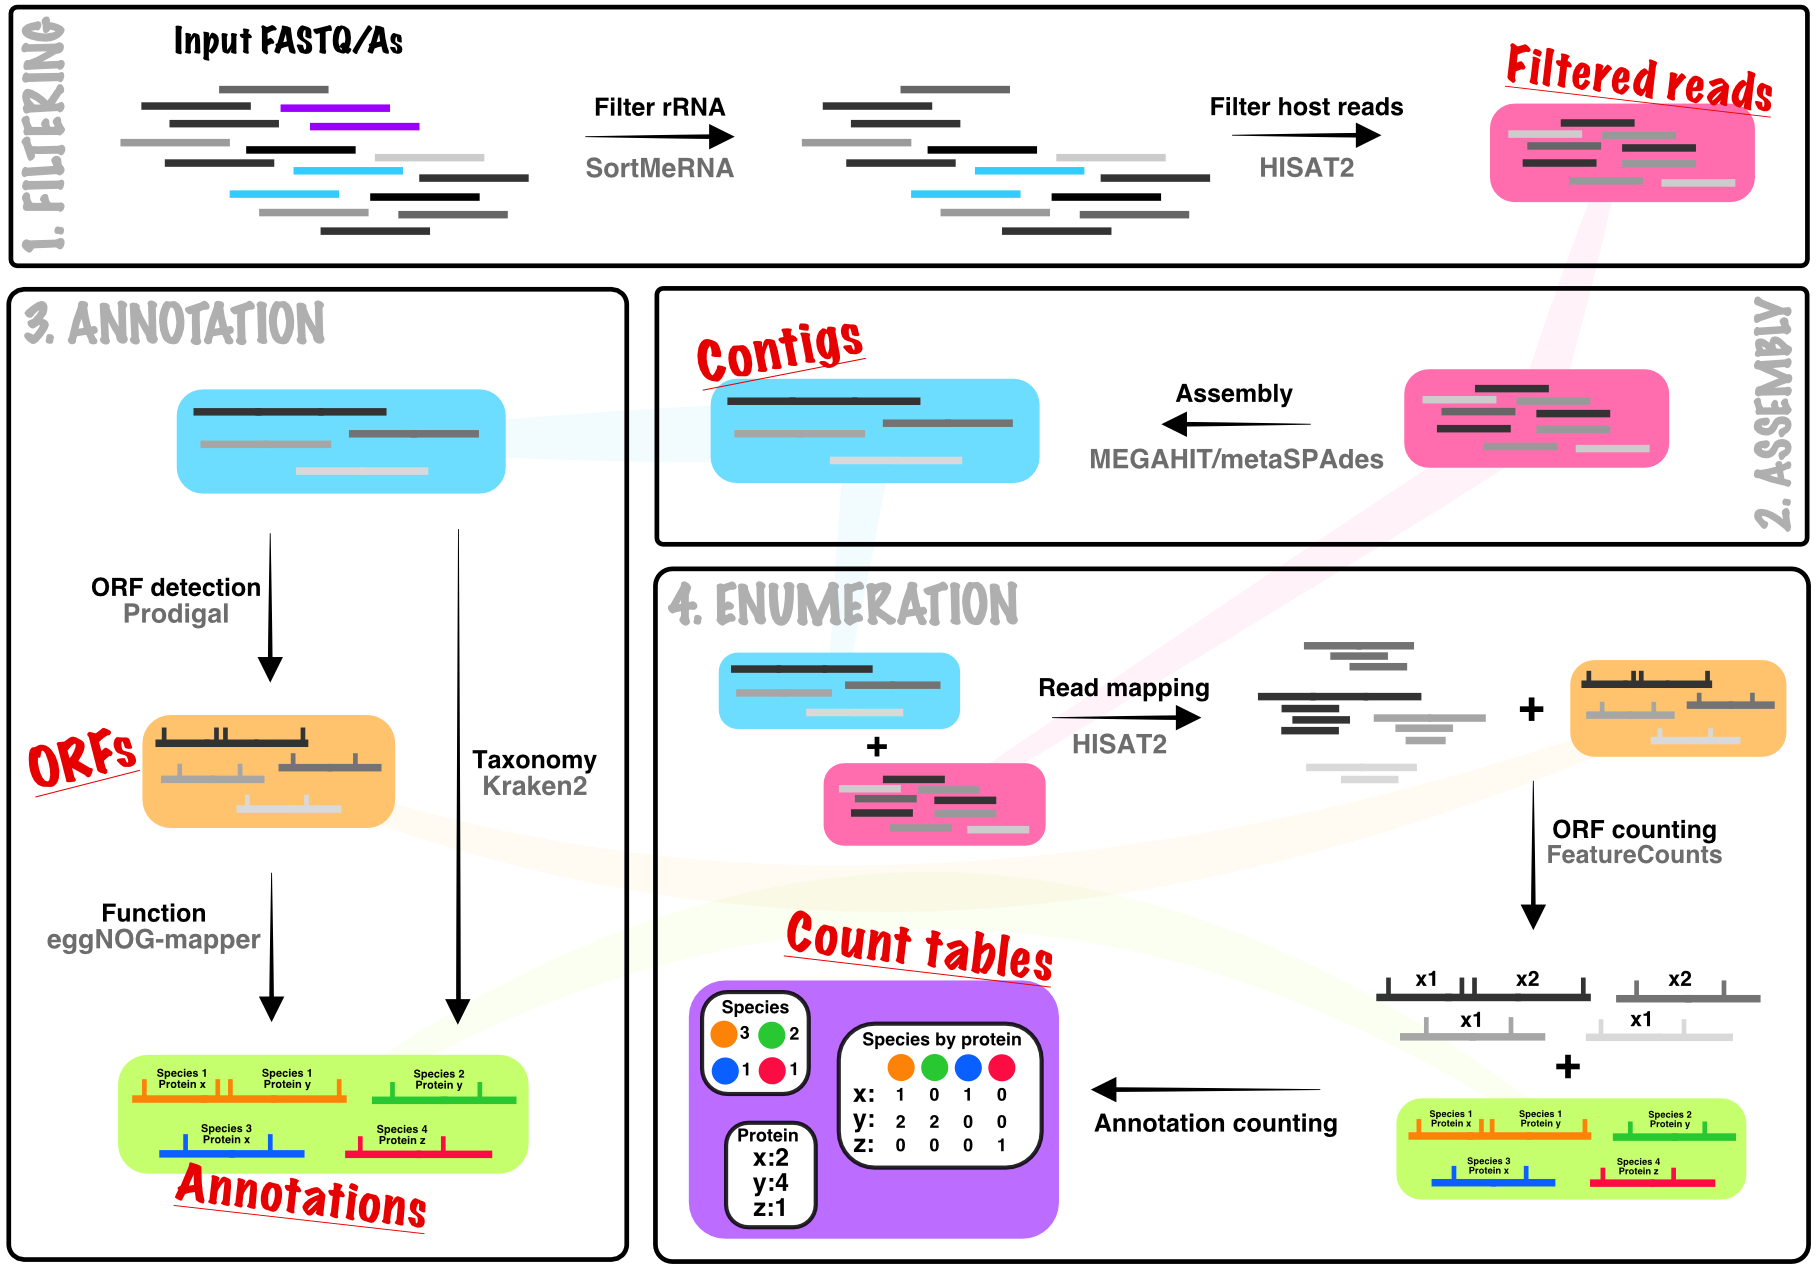 1. FILTERING
Input FASTQ/As
Filter rRNA
SortMeRNA
Filter host reads
HISAT2
Filtered reads
2. ASSEMBLY
Assembly
MEGAHIT/metaSPAdes
Contigs
3. ANNOTATION
ORF detection
Prodigal
ORFs
Taxonomy
Kraken2
Function
eggNOG-mapper
Species 1
Protein x
Species 1
Protein y
Species 2
Protein y
Species 3
Protein x
Species 4
Protein z
Annotations
4. ENUMERATION
+
Read mapping
HISAT2
+
ORF counting
FeatureCounts
x1 x2 x2
x1 x1
+
Species 1
Protein x
Species 1
Protein y
Species 2
Protein y
Species 3
Protein x
Species 4
Protein z
Annotation counting
Count tables
Species
3 2
1 1
Species by protein
x: 1 0 1 0
y: 2 2 0 0
z: 0 0 0 1
Protein
x:2
y:4
z:1